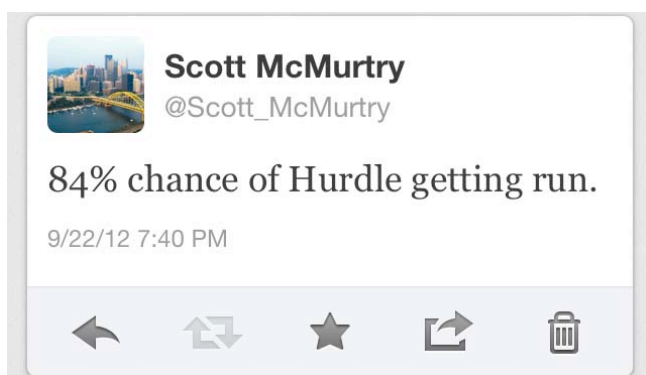 Scott McMurtry
@Scott_McMurtry
84% chance of Hurdle getting run.
9/22/12 7:40 PM